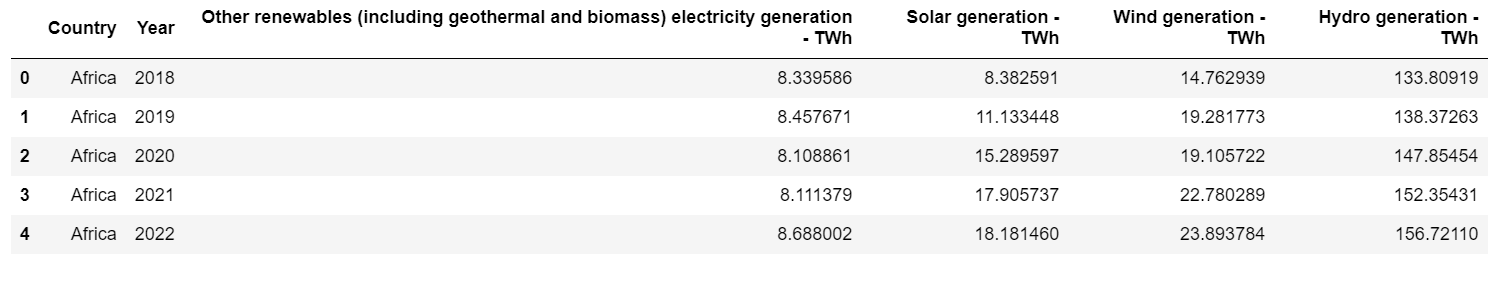 Country Year Other renewables (including geothermal and biomass) electricity generation - TWh Solar generation - TWh Wind generation - TWh Hydro generation - TWh
0 Africa 2018 8.339586 8.382591 14.762939 133.80919
1 Africa 2019 8.457671 11.133448 19.281773 138.37263
2 Africa 2020 8.108861 15.289597 19.105722 147.85454
3 Africa 2021 8.111379 17.905737 22.780289 152.35431
4 Africa 2022 8.688002 18.181460 23.893784 156.72110